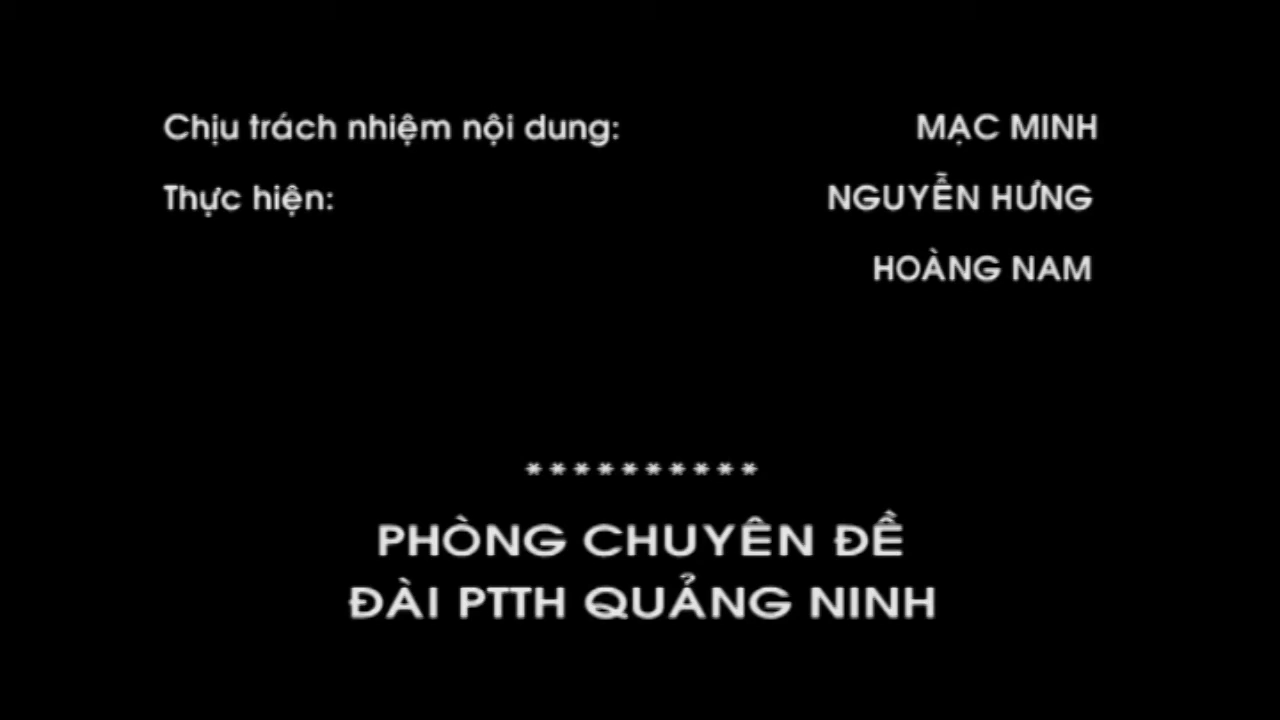 Chịu trách nhiệm nội dung: MẠC MINH
Thực hiện: NGUYỄN HƯNG
HOÀNG NAM
**********
PHÒNG CHUYÊN ĐỀ
ĐÀI PTTH QUẢNG NINH